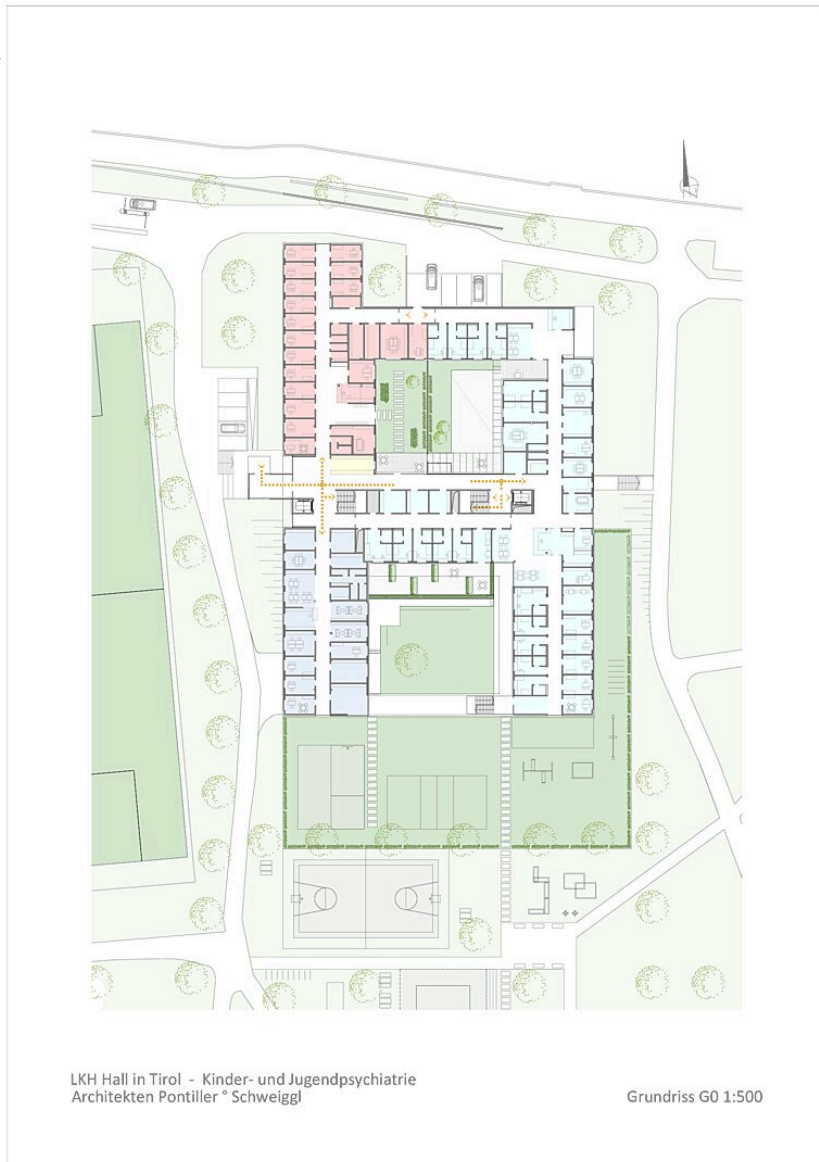 LKH Hall in Tirol - Kinder- und Jugendpsychiatrie
Architekten Pontiller ° Schweiggl
Grundriss G0 1:500